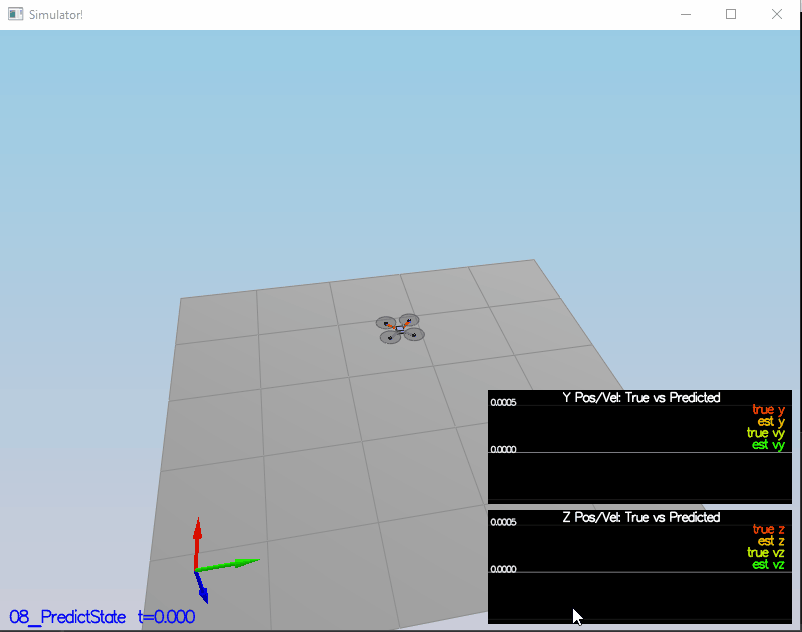 Simulator!
Y Pos/Vel: True vs Predicted
0.0005
true y
est y
true vy
0.0000
est vy
Z Pos/Vel: True vs Predicted
0.0005
true z
est z
true vz
0.0000
est vz
08_PredictState t=0.000